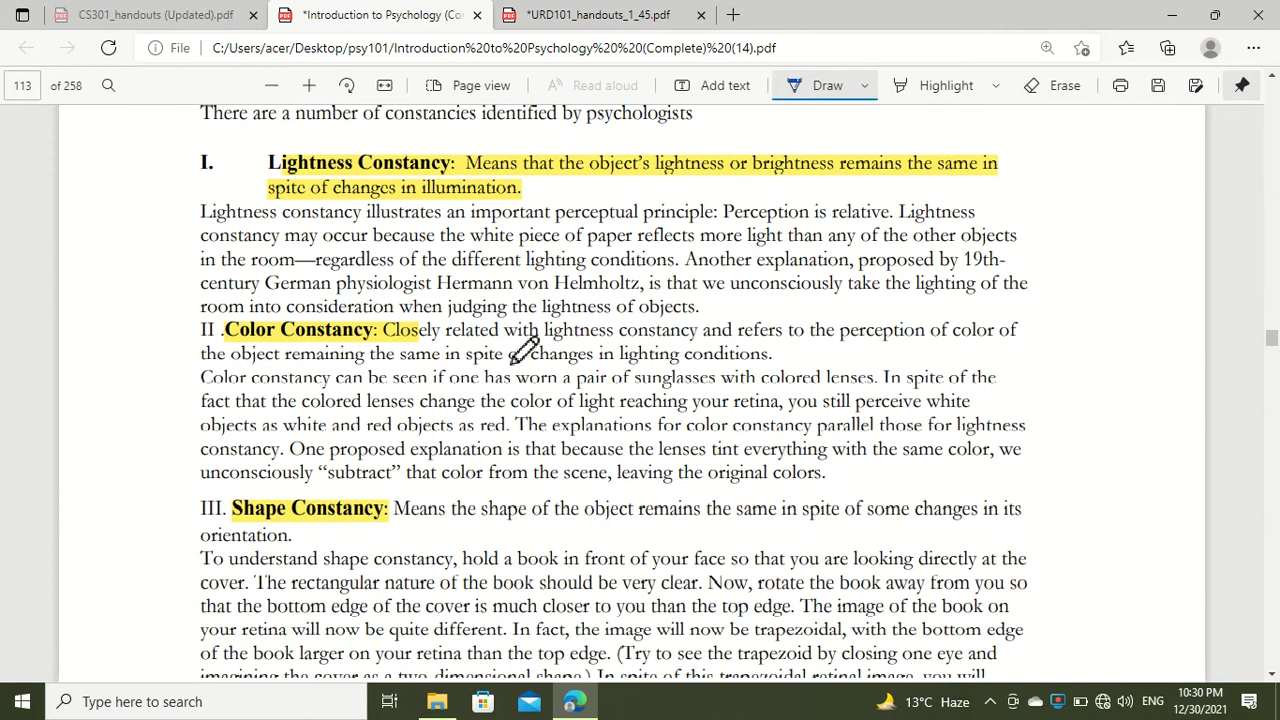 CS301_handouts (Updated).pdf
*Introduction to Psychology (Co
*URD101_handouts_1_45.pdf
File C:/Users/acer/Desktop/psy101/Introduction%20to%20Psychology%20%20(Complete)%20(14).pdf
113 of 258 Page view Read aloud Add text Draw Highlight Erase
There are a number of constancies identified by psychologists
I. Lightness Constancy: Means that the object's lightness or brightness remains the same in
spite of changes in illumination.
Lightness constancy illustrates an important perceptual principle: Perception is relative. Lightness
constancy may occur because the white piece of paper reflects more light than any of the other objects
in the room—regardless of the different lighting conditions. Another explanation, proposed by 19th-
century German physiologist Hermann von Helmholtz, is that we unconsciously take the lighting of the
room into consideration when judging the lightness of objects.
II .Color Constancy: Closely related with lightness constancy and refers to the perception of color of
the object remaining the same in spite changes in lighting conditions.
Color constancy can be seen if one has worn a pair of sunglasses with colored lenses. In spite of the
fact that the colored lenses change the color of light reaching your retina, you still perceive white
objects as white and red objects as red. The explanations for color constancy parallel those for lightness
constancy. One proposed explanation is that because the lenses tint everything with the same color, we
unconsciously “subtract” that color from the scene, leaving the original colors.
III. Shape Constancy: Means the shape of the object remains the same in spite of some changes in its
orientation.
To understand shape constancy, hold a book in front of your face so that you are looking directly at the
cover. The rectangular nature of the book should be very clear. Now, rotate the book away from you so
that the bottom edge of the cover is much closer to you than the top edge. The image of the book on
your retina will now be quite different. In fact, the image will now be trapezoidal, with the bottom edge
of the book larger on your retina than the top edge. (Try to see the trapezoid by closing one eye and
imagining the cover as a two-dimensional shape.) In spite of this trapezoidal retinal image, you will
Type here to search
13°C Haze
ENG
10:30 PM
12/30/2021